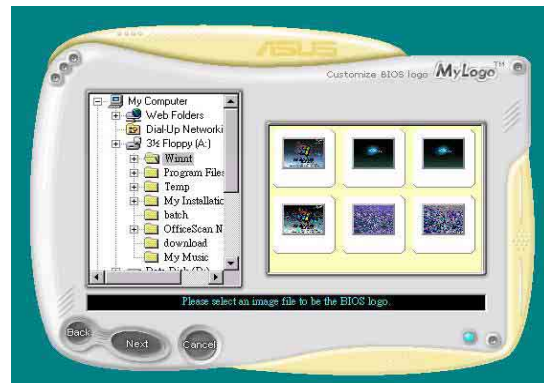 ASUS
Customize BIOS logo MyLogo™
My Computer
Web Folders
Dial-Up Networki
3½ Floppy (A:)
Winnt
Program Files
Temp
My Installatic
batch
OfficeScan N
download
My Music
Please select an image file to be the BIOS logo.
Back
Next
Cancel